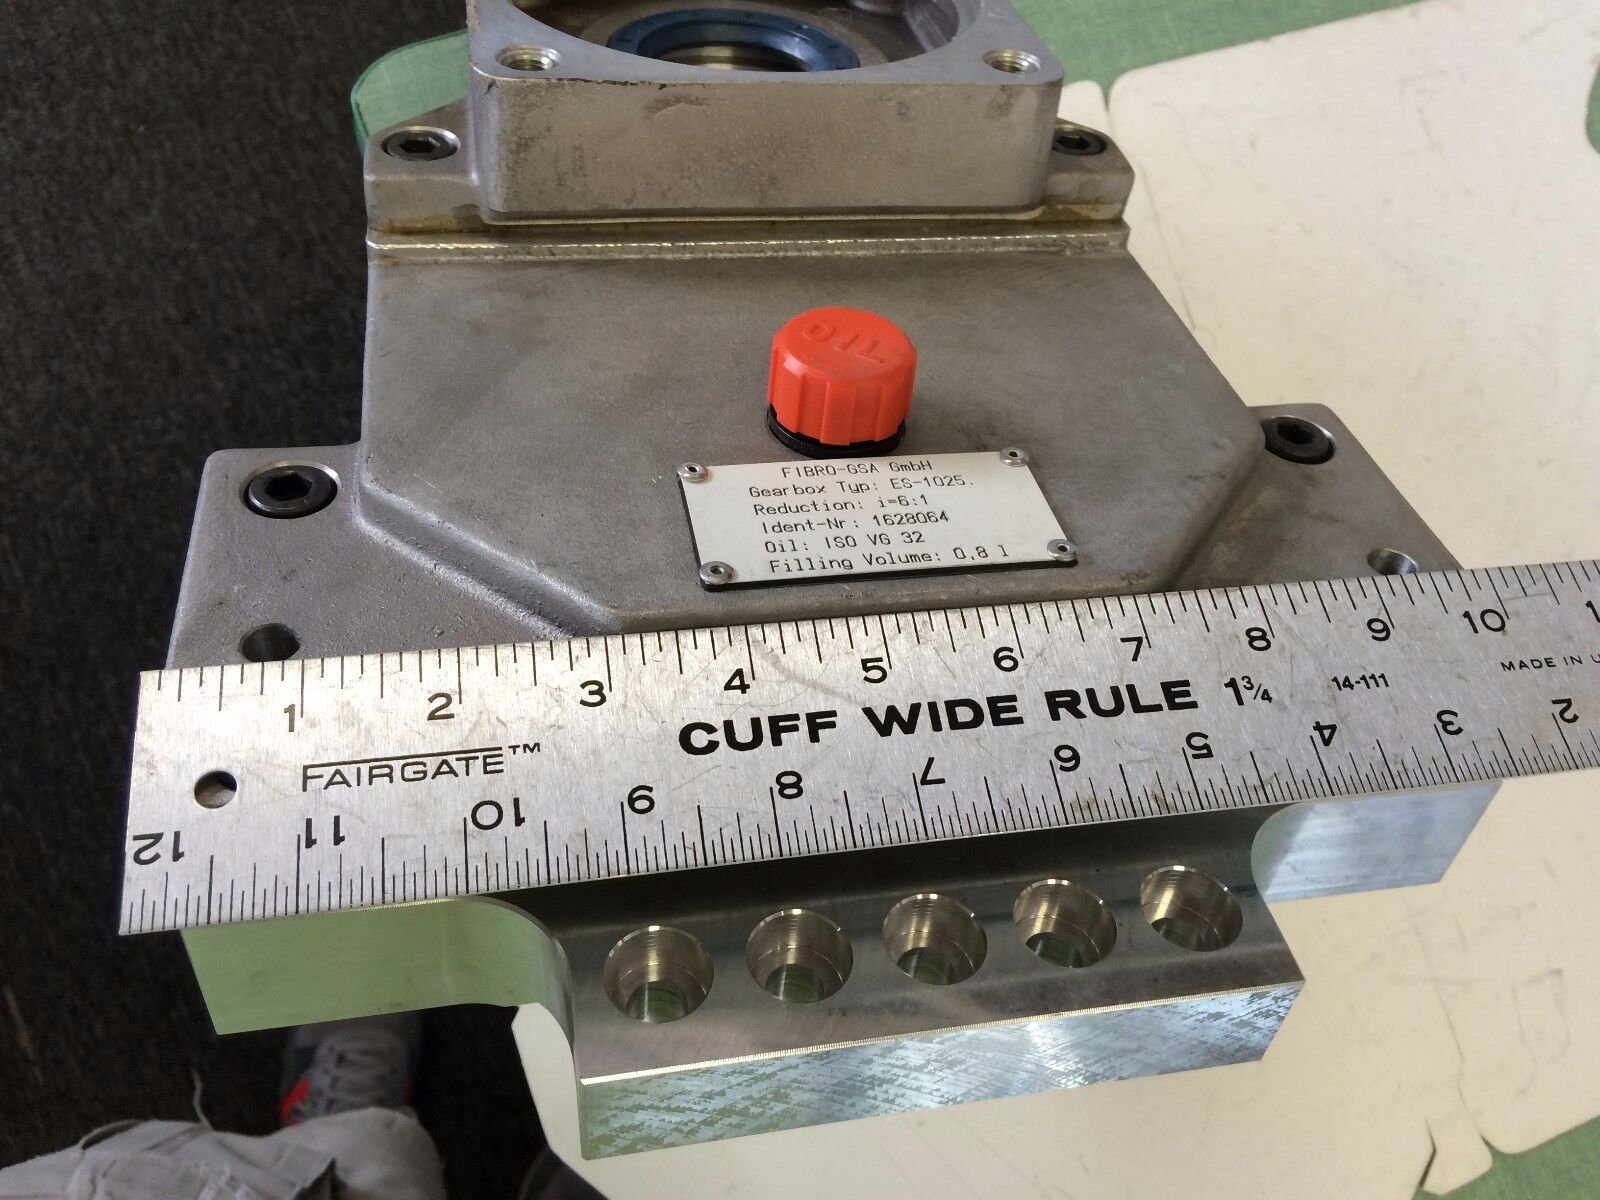 OIL
FIBRO-GSA GmbH
Gearbox Typ: ES-1025.
Reduction: i=6:1
Ident-Nr: 1628064
Oil: ISO VG 32
Filling Volume: 0,8 l
1 2 3 4 5 6 7 8 9 10
CUFF WIDE RULE 1¾ 14-111 MADE IN
FAIRGATE™
12 11 10 9 8 7 6 5 4 3 2